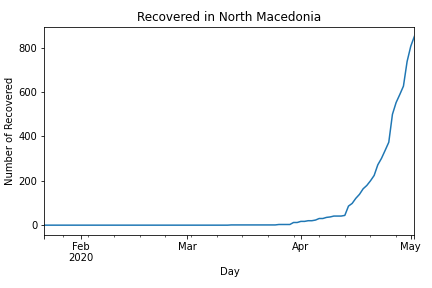 Recovered in North Macedonia
Number of Recovered
800
600
400
200
0
Feb
2020
Mar
Apr
May
Day